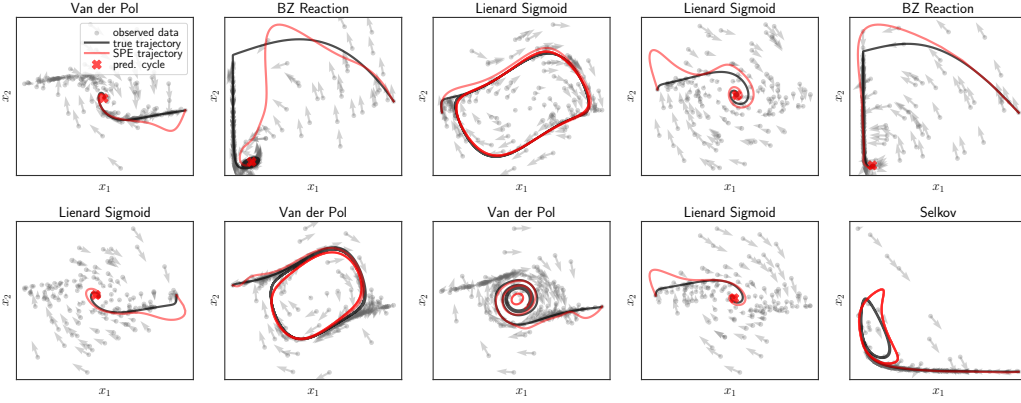 Van der Pol
BZ Reaction
Lienard Sigmoid
Lienard Sigmoid
BZ Reaction
observed data
true trajectory
SPE trajectory
pred. cycle
x₂
x₂
x₂
x₂
x₂
x₁
x₁
x₁
x₁
x₁
Lienard Sigmoid
Van der Pol
Van der Pol
Lienard Sigmoid
Selkov
x₂
x₂
x₂
x₂
x₂
x₁
x₁
x₁
x₁
x₁